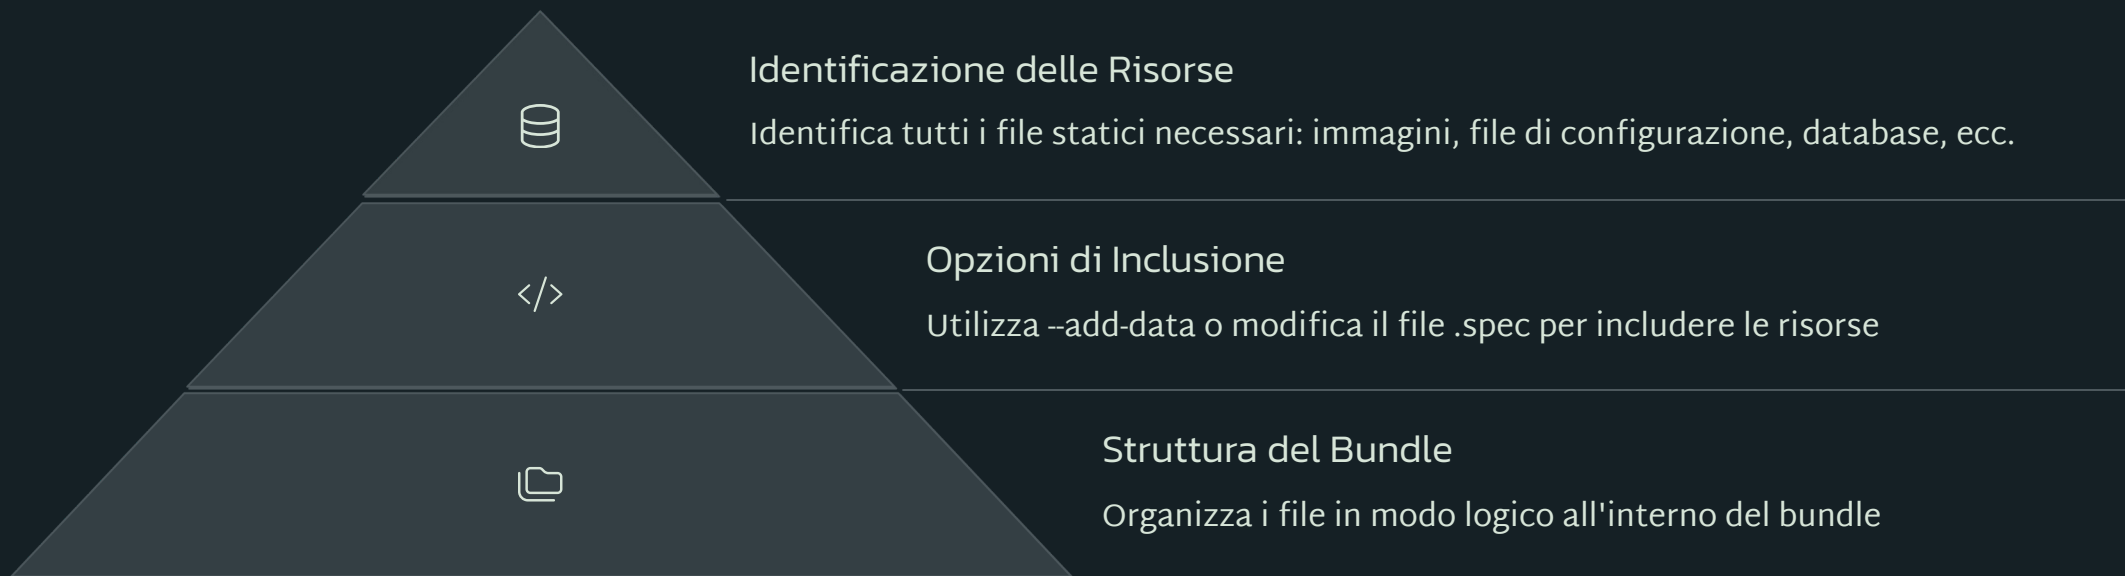 Identificazione delle Risorse
Identifica tutti i file statici necessari: immagini, file di configurazione, database, ecc.
Opzioni di Inclusione
Utilizza --add-data o modifica il file .spec per includere le risorse
Struttura del Bundle
Organizza i file in modo logico all'interno del bundle